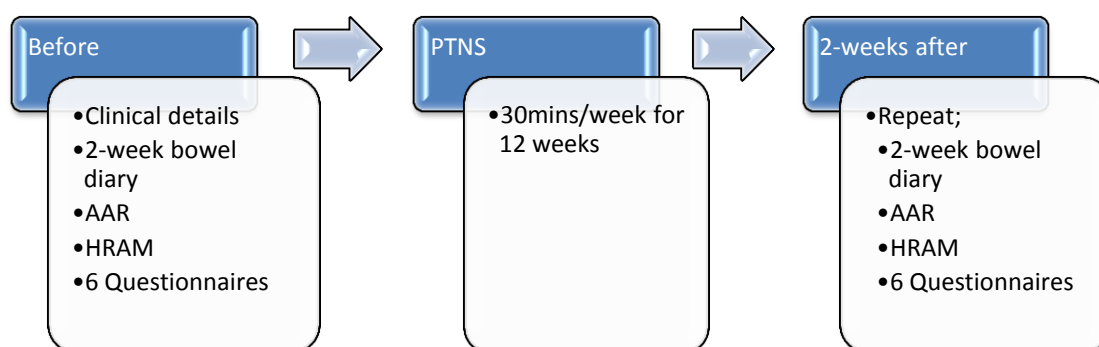 Before
•Clinical details
•2-week bowel
diary
•AAR
•HRAM
•6 Questionnaires
PTNS
•30mins/week for
12 weeks
2-weeks after
•Repeat;
•2-week bowel
diary
•AAR
•HRAM
•6 Questionnaires